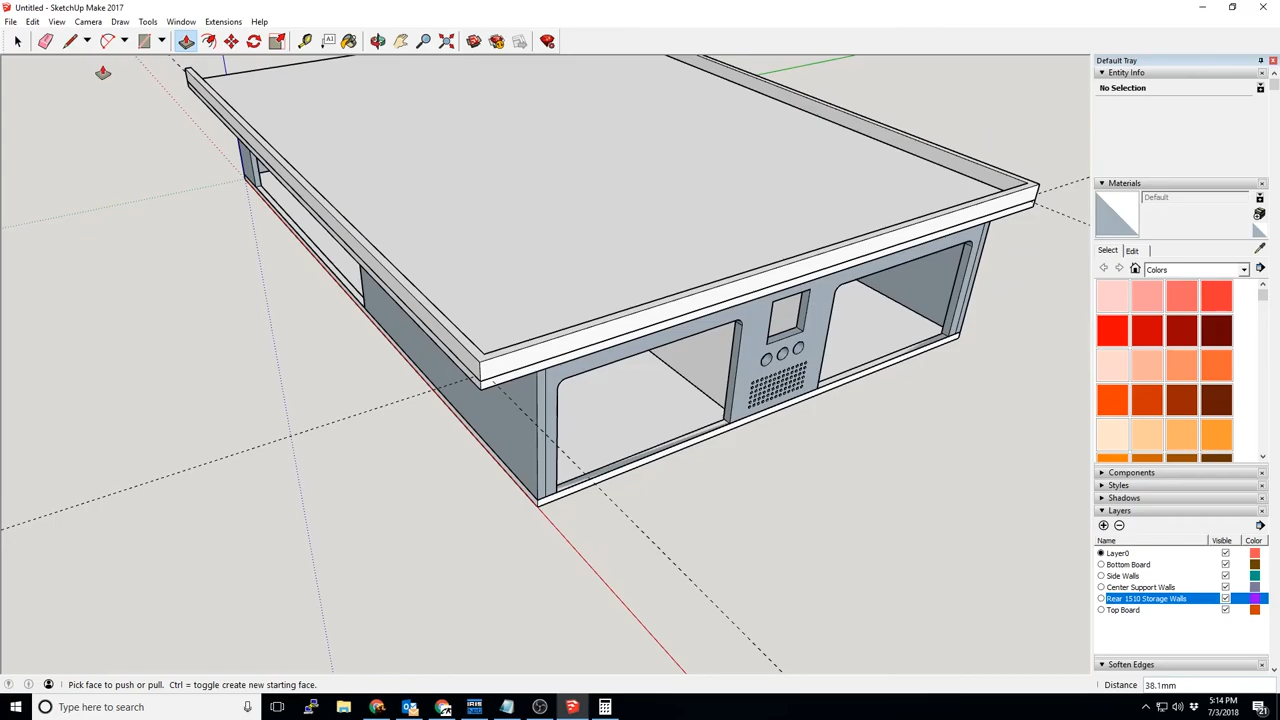 Untitled - SketchUp Make 2017
File Edit View Camera Draw Tools Window Extensions Help
Default Tray
Entity Info
No Selection
Materials
Default
Select Edit
Colors
Components
Styles
Shadows
Layers
Name Visible Color
Layer0
Bottom Board
Side Walls
Center Support Walls
Rear 1510 Storage Walls
Top Board
Soften Edges
Pick face to push or pull. Ctrl = toggle create new starting face.
Distance 38.1mm
Type here to search
5:14 PM
7/3/2018
21